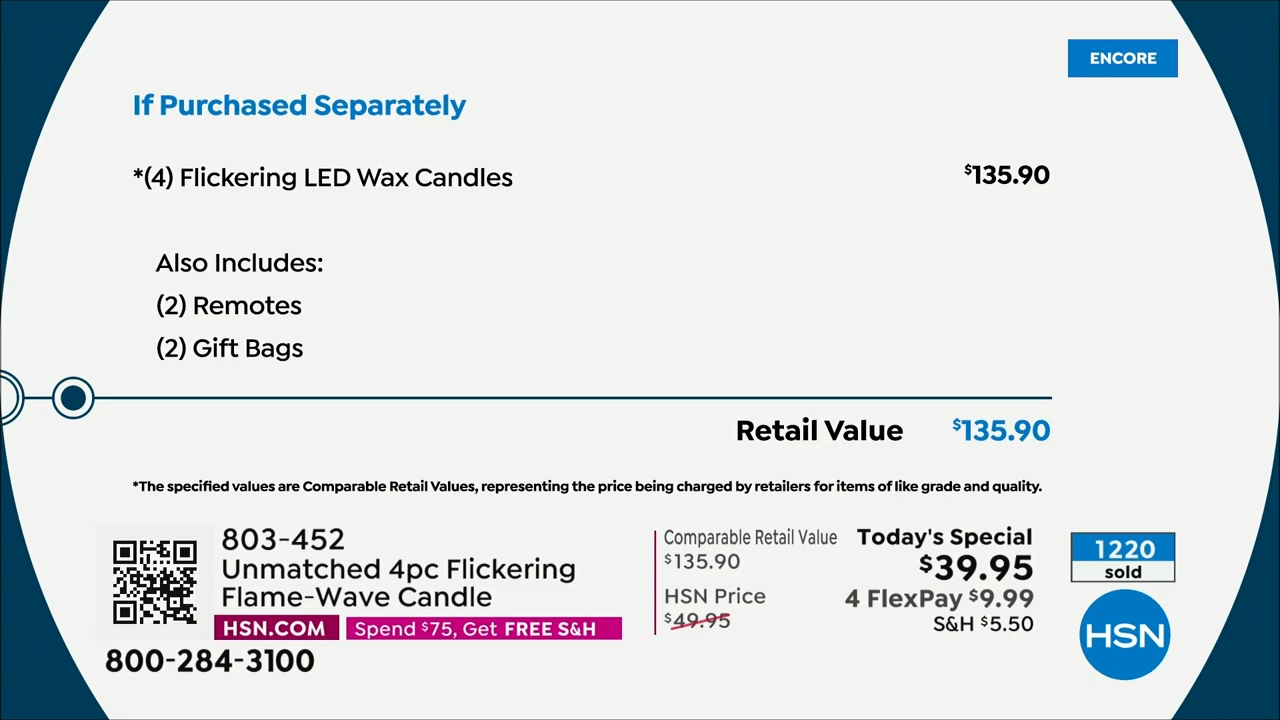 ENCORE
If Purchased Separately
*(4) Flickering LED Wax Candles $135.90
Also Includes:
(2) Remotes
(2) Gift Bags
Retail Value $135.90
*The specified values are Comparable Retail Values, representing the price being charged by retailers for items of like grade and quality.
803-452
Unmatched 4pc Flickering
Flame-Wave Candle
HSN.COM Spend $75, Get FREE S&H
800-284-3100
Comparable Retail Value
$135.90
HSN Price
$49.95
Today's Special
$39.95
4 FlexPay $9.99
S&H $5.50
1220
sold
HSN